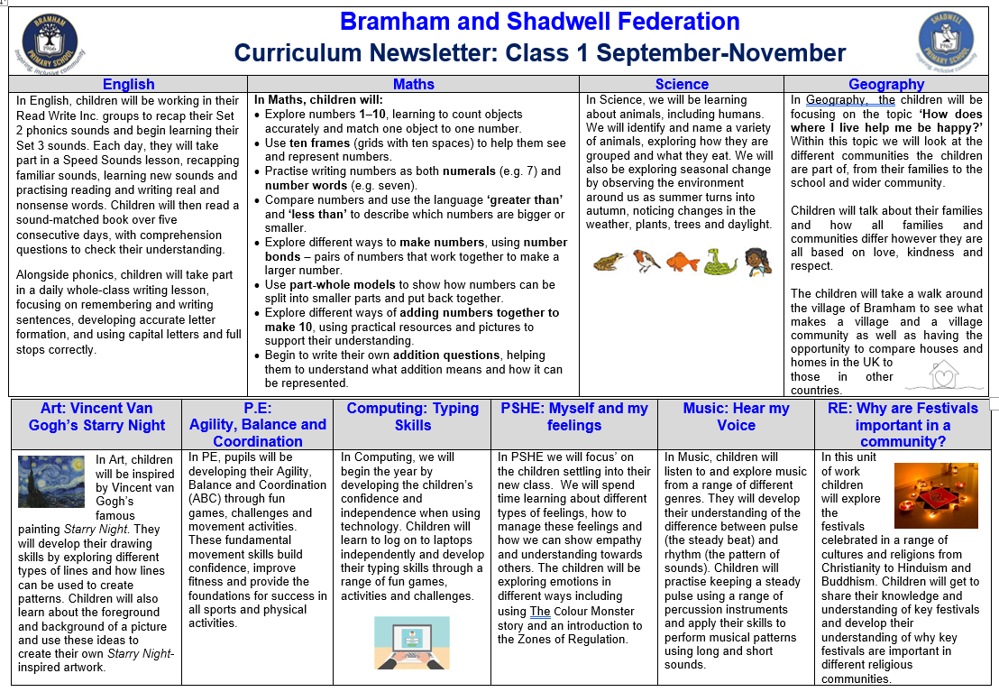 BRAMHAM
1966
PRIMARY SCHOOL
Inspiring, inclusive community
Bramham and Shadwell Federation
Curriculum Newsletter: Class 1 September-November
SHADWELL
1967
PRIMARY SCHOOL
Inspiring, inclusive community
English
In English, children will be working in their
Read Write Inc. groups to recap their Set
2 phonics sounds and begin learning their
Set 3 sounds. Each day, they will take
part in a Speed Sounds lesson, recapping
familiar sounds, learning new sounds and
practising reading and writing real and
nonsense words. Children will then read a
sound-matched book over five
consecutive days, with comprehension
questions to check their understanding.
Alongside phonics, children will take part
in a daily whole-class writing lesson,
focusing on remembering and writing
sentences, developing accurate letter
formation, and using capital letters and full
stops correctly.
Maths
In Maths, children will:
• Explore numbers 1–10, learning to count objects
accurately and match one object to one number.
• Use ten frames (grids with ten spaces) to help them see
and represent numbers.
• Practise writing numbers as both numerals (e.g. 7) and
number words (e.g. seven).
• Compare numbers and use the language ‘greater than’
and ‘less than’ to describe which numbers are bigger or
smaller.
• Explore different ways to make numbers, using number
bonds – pairs of numbers that work together to make a
larger number.
• Use part-whole models to show how numbers can be
split into smaller parts and put back together.
• Explore different ways of adding numbers together to
make 10, using practical resources and pictures to
support their understanding.
• Begin to write their own addition questions, helping
them to understand what addition means and how it can
be represented.
Science
In Science, we will be learning
about animals, including humans.
We will identify and name a variety
of animals, exploring how they are
grouped and what they eat. We will
also be exploring seasonal change
by observing the environment
around us as summer turns into
autumn, noticing changes in the
weather, plants, trees and daylight.
Geography
In Geography, the children will be
focusing on the topic ‘How does
where I live help me be happy?’
Within this topic we will look at the
different communities the children
are part of, from their families to the
school and wider community.
Children will talk about their families
and how all families and
communities differ however they are
all based on love, kindness and
respect.
The children will take a walk around
the village of Bramham to see what
makes a village and a village
community as well as having the
opportunity to compare houses and
homes in the UK to
those in other
countries.
Art: Vincent Van
Gogh’s Starry Night
In Art, children
will be inspired
by Vincent van
Gogh’s
famous
painting Starry Night. They
will develop their drawing
skills by exploring different
types of lines and how lines
can be used to create
patterns. Children will also
learn about the foreground
and background of a picture
and use these ideas to
create their own Starry Night-
inspired artwork.
P.E:
Agility, Balance and
Coordination
In PE, pupils will be
developing their Agility,
Balance and Coordination
(ABC) through fun
games, challenges and
movement activities.
These fundamental
movement skills build
confidence, improve
fitness and provide the
foundations for success in
all sports and physical
activities.
Computing: Typing
Skills
In Computing, we will
begin the year by
developing the children’s
confidence and
independence when using
technology. Children will
learn to log on to laptops
independently and develop
their typing skills through a
range of fun games,
activities and challenges.
PSHE: Myself and my
feelings
In PSHE we will focus’ on
the children settling into their
new class.  We will spend
time learning about different
types of feelings, how to
manage these feelings and
how we can show empathy
and understanding towards
others. The children will be
exploring emotions in
different ways including
using The Colour Monster
story and an introduction to
the Zones of Regulation.
Music: Hear my
Voice
In Music, children will
listen to and explore music
from a range of different
genres. They will develop
their understanding of the
difference between pulse
(the steady beat) and
rhythm (the pattern of
sounds). Children will
practise keeping a steady
pulse using a range of
percussion instruments
and apply their skills to
perform musical patterns
using long and short
sounds.
RE: Why are Festivals
important in a
community?
In this unit
of work
children
will explore
the
festivals
celebrated in a range of
cultures and religions from
Christianity to Hinduism and
Buddhism. Children will get to
share their knowledge and
understanding of key festivals
and develop their
understanding of why key
festivals are important in
different religious
communities.